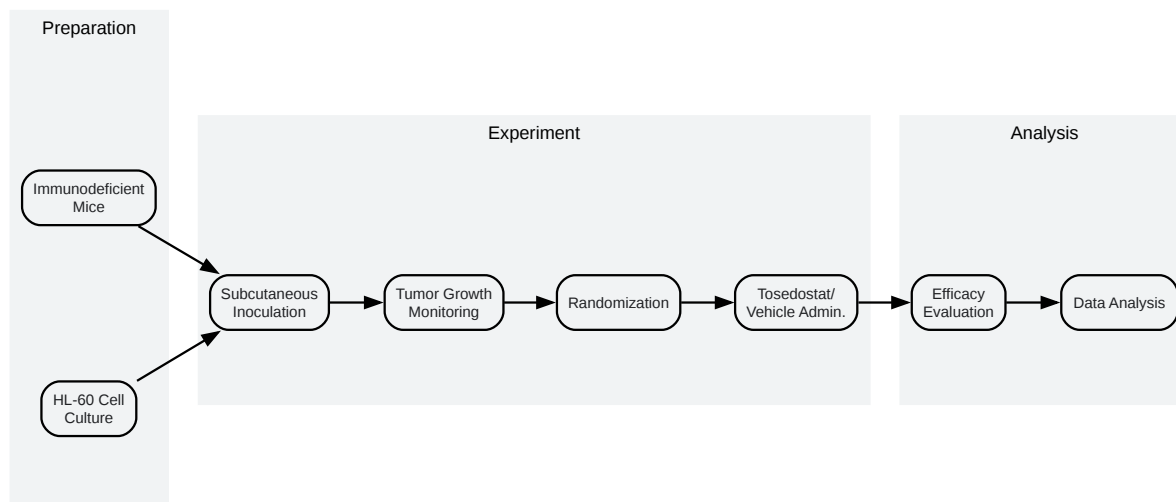 Preparation
Immunodeficient
Mice
HL-60 Cell
Culture
Experiment
Subcutaneous
Inoculation
Tumor Growth
Monitoring
Randomization
Tosedostat/
Vehicle Admin.
Analysis
Efficacy
Evaluation
Data Analysis